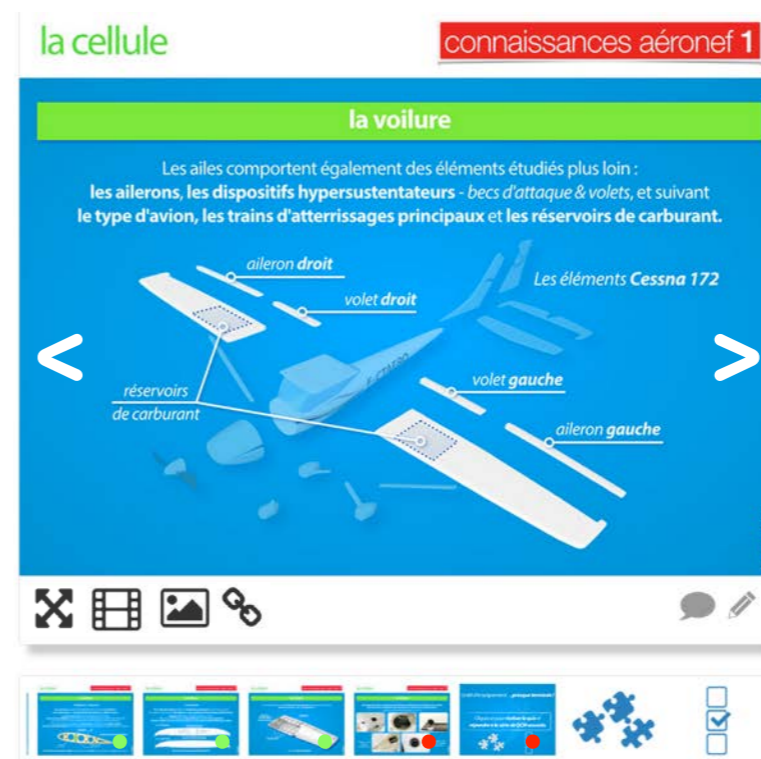 la cellule
connaissances aéronef 1
la voilure
Les ailes comportent également des éléments étudiés plus loin :
les ailerons, les dispositifs hypersustentateurs - becs d'attaque & volets, et suivant
le type d'avion, les trains d'atterrissages principaux et les réservoirs de carburant.
aileron droit
Les éléments Cessna 172
volet droit
réservoirs
de carburant
volet gauche
aileron gauche